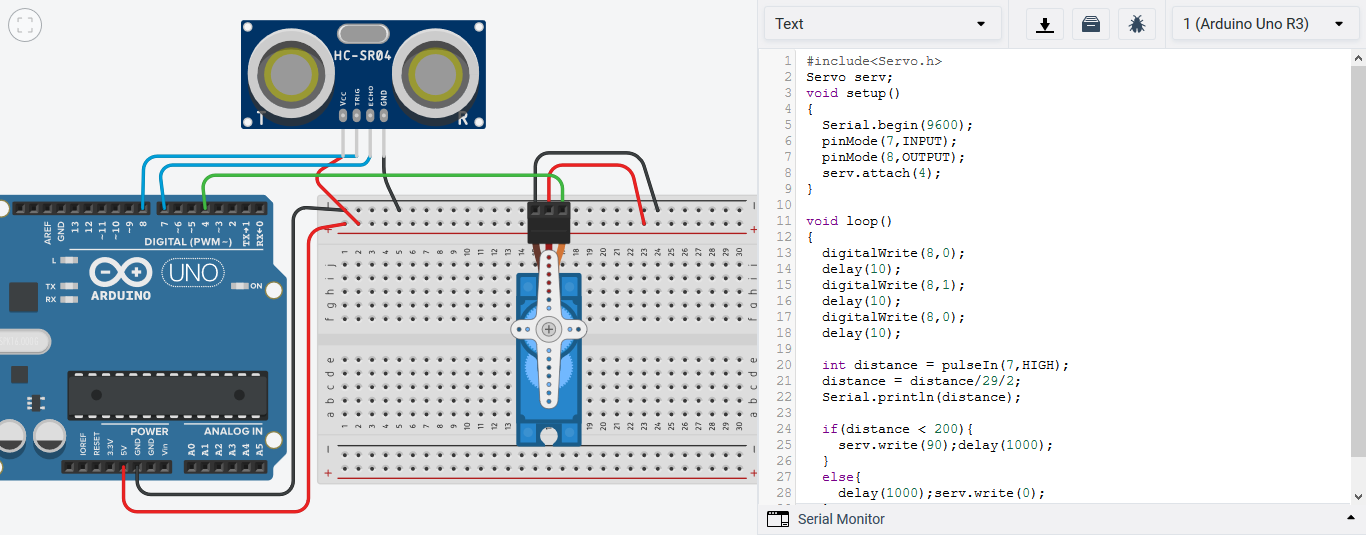 Text
1 (Arduino Uno R3)
HC-SR04
VCC
TRIG
ECHO
GND
T
R
AREF
GND
13
12
~11
~10
~9
8
7
~6
~5
4
~3
2
TX→1
RX←0
DIGITAL (PWM~)
L
TX
RX
ARDUINO
UNO
ON
POWER
ANALOG IN
IOREF
RESET
3.3V
5V
GND
GND
Vin
A0
A1
A2
A3
A4
A5
1 #include<Servo.h>
2 Servo serv;
3 void setup()
4 {
5 Serial.begin(9600);
6 pinMode(7,INPUT);
7 pinMode(8,OUTPUT);
8 serv.attach(4);
9 }
10
11 void loop()
12 {
13 digitalWrite(8,0);
14 delay(10);
15 digitalWrite(8,1);
16 delay(10);
17 digitalWrite(8,0);
18 delay(10);
19
20 int distance = pulseIn(7,HIGH);
21 distance = distance/29/2;
22 Serial.println(distance);
23
24 if(distance < 200){
25 serv.write(90);delay(1000);
26 }
27 else{
28 delay(1000);serv.write(0);
Serial Monitor